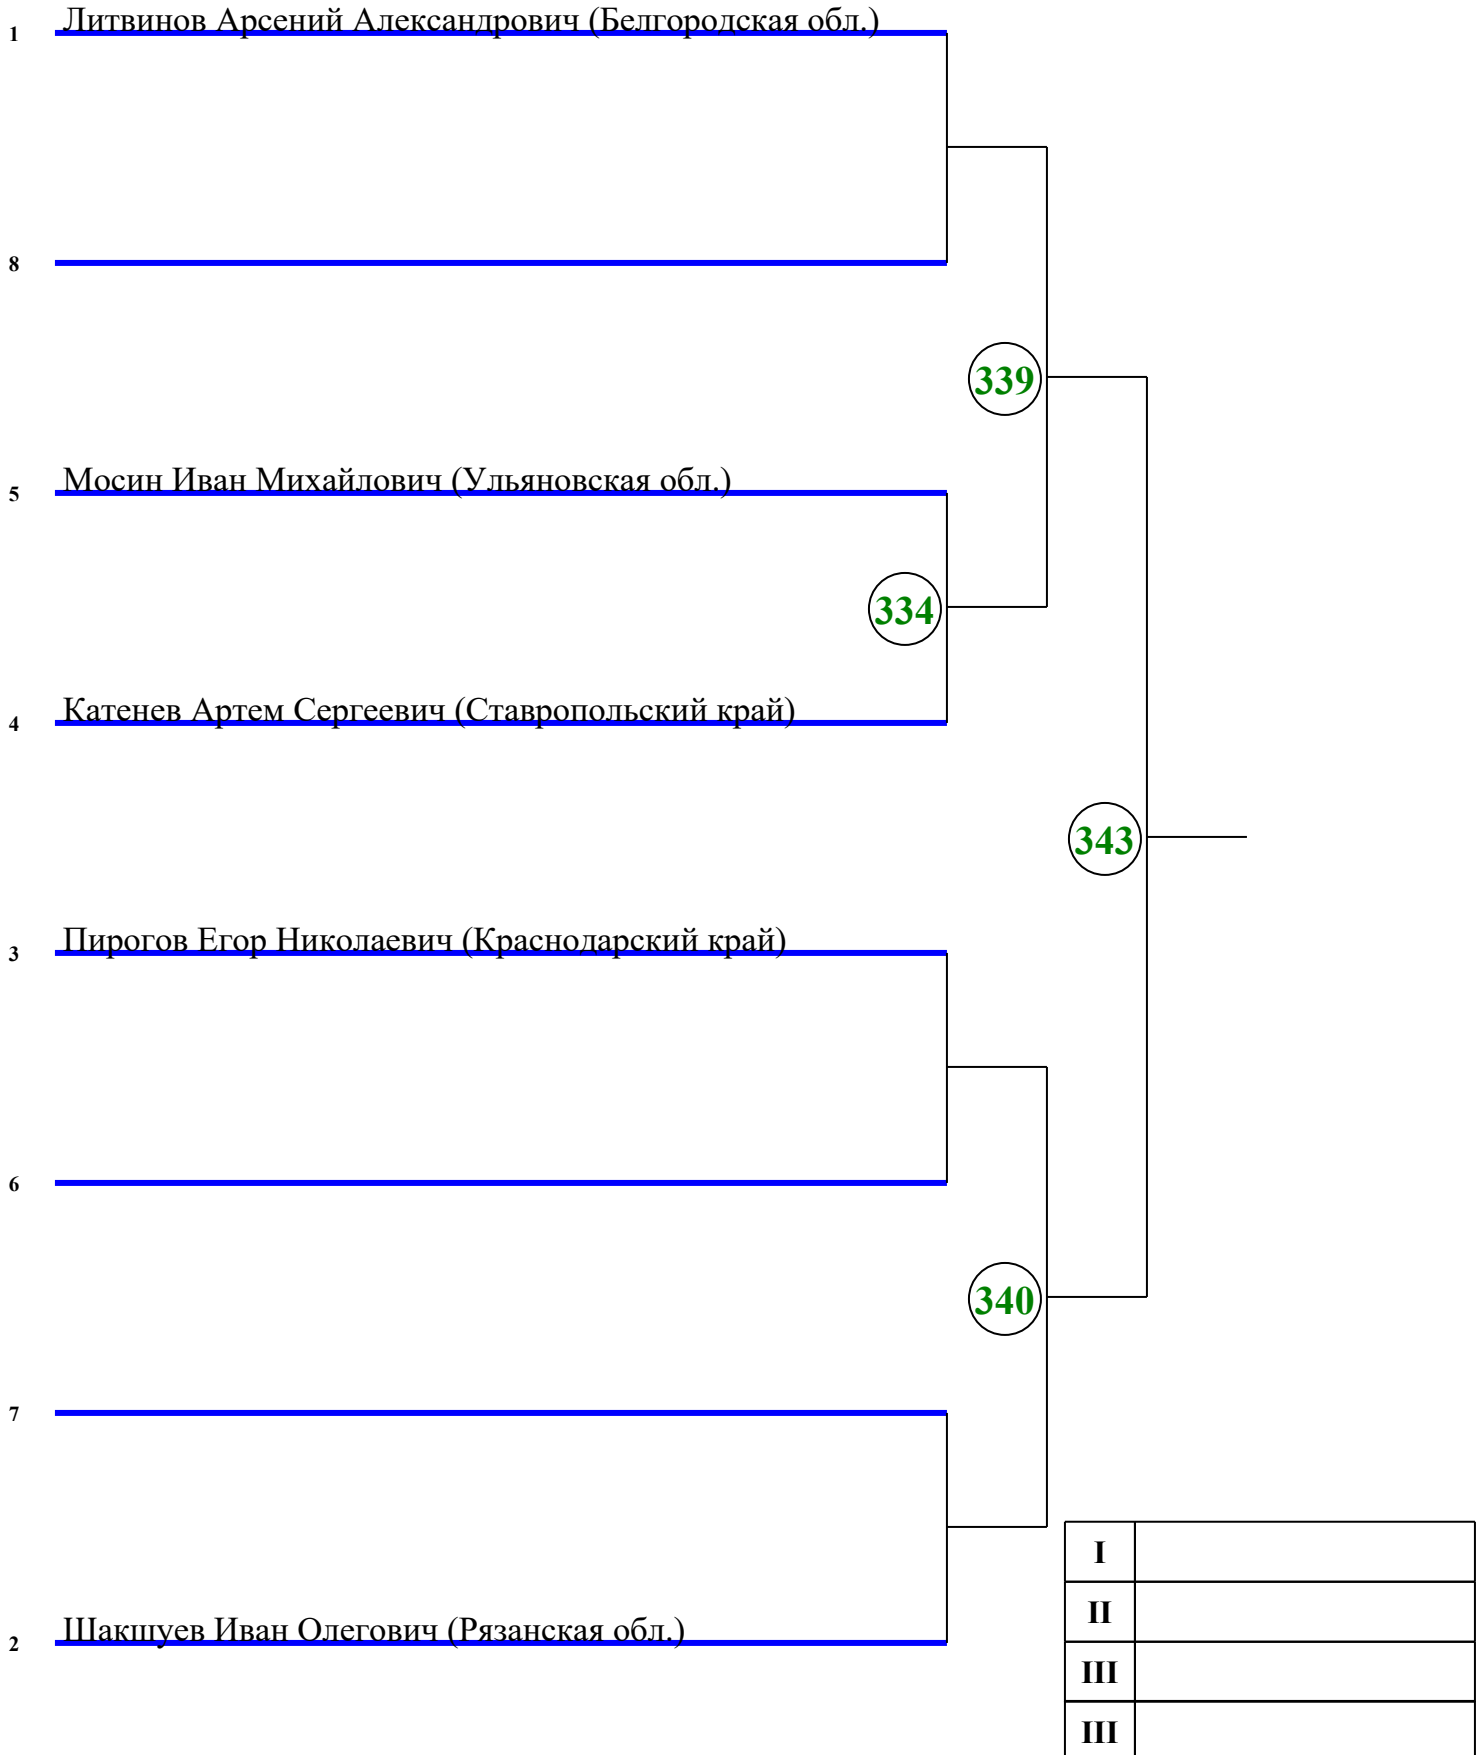 1 Литвинов Арсений Александрович (Белгородская обл.)
8
339
5 Мосин Иван Михайлович (Ульяновская обл.)
334
4 Катенев Артем Сергеевич (Ставропольский край)
343
3 Пирогов Егор Николаевич (Краснодарский край)
6
340
7
I
II
2 Шакшуев Иван Олегович (Рязанская обл.)
III
III